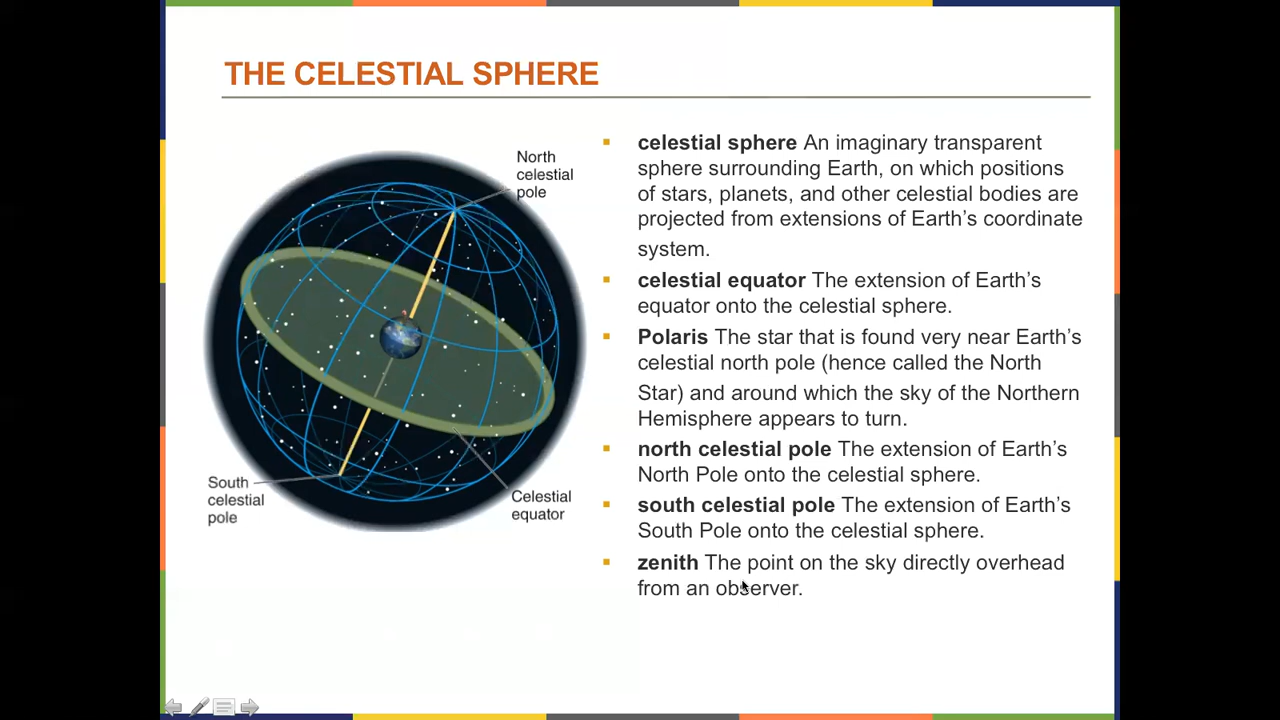 THE CELESTIAL SPHERE
North
celestial
pole
South
celestial
pole
Celestial
equator
celestial sphere An imaginary transparent
sphere surrounding Earth, on which positions
of stars, planets, and other celestial bodies are
projected from extensions of Earth’s coordinate
system.
celestial equator The extension of Earth’s
equator onto the celestial sphere.
Polaris The star that is found very near Earth’s
celestial north pole (hence called the North
Star) and around which the sky of the Northern
Hemisphere appears to turn.
north celestial pole The extension of Earth’s
North Pole onto the celestial sphere.
south celestial pole The extension of Earth’s
South Pole onto the celestial sphere.
zenith The point on the sky directly overhead
from an observer.